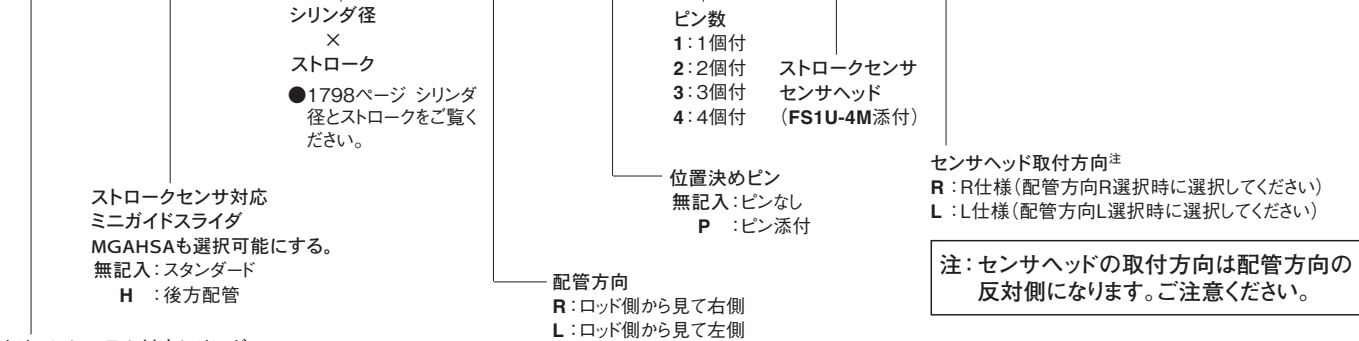 シリンダ径
×
ストローク
●1798ページ シリンダ
径とストロークをご覧く
ださい。
ピン数
1：1個付
2：2個付
3：3個付
4：4個付
ストロークセンサ
センサヘッド
（FS1U-4M添付）
センサヘッド取付方向注
R：R仕様（配管方向R選択時に選択してください）
L：L仕様（配管方向L選択時に選択してください）
注：センサヘッドの取付方向は配管方向の
反対側になります。ご注意ください。
位置決めピン
無記入：ピンなし
P：ピン添付
ストロークセンサ対応
ミニガイドスライダ
MGAHSAも選択可能にする。
無記入：スタンダード
H：後方配管
配管方向
R：ロッド側から見て右側
L：ロッド側から見て左側